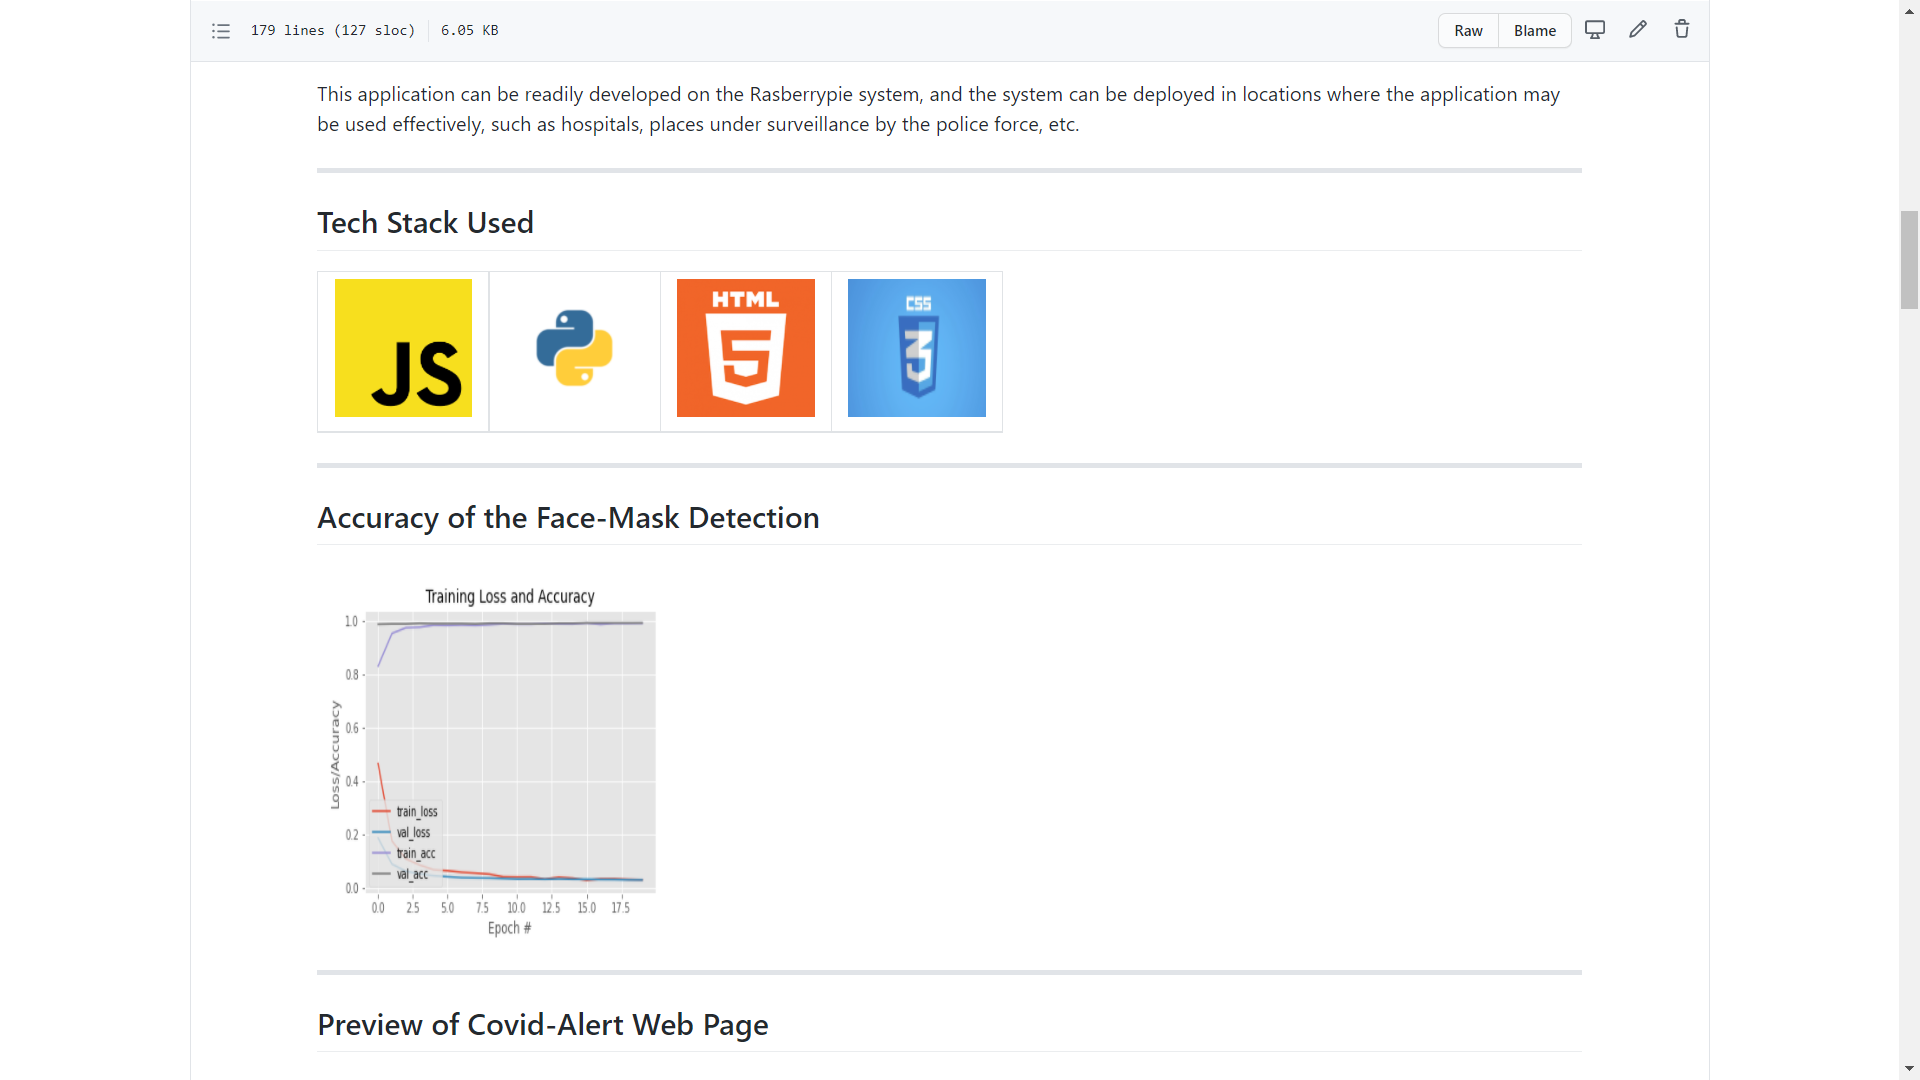 179 lines (127 sloc) 6.05 KB
Raw Blame
This application can be readily developed on the Rasberrypie system, and the system can be deployed in locations where the application may
be used effectively, such as hospitals, places under surveillance by the police force, etc.
Tech Stack Used
JS
HTML
5
CSS
3
Accuracy of the Face-Mask Detection
Training Loss and Accuracy
1.0
0.8
0.6
0.4
0.2
0.0
Loss/Accuracy
train_loss
val_loss
train_acc
val_acc
0.0 2.5 5.0 7.5 10.0 12.5 15.0 17.5
Epoch #
Preview of Covid-Alert Web Page